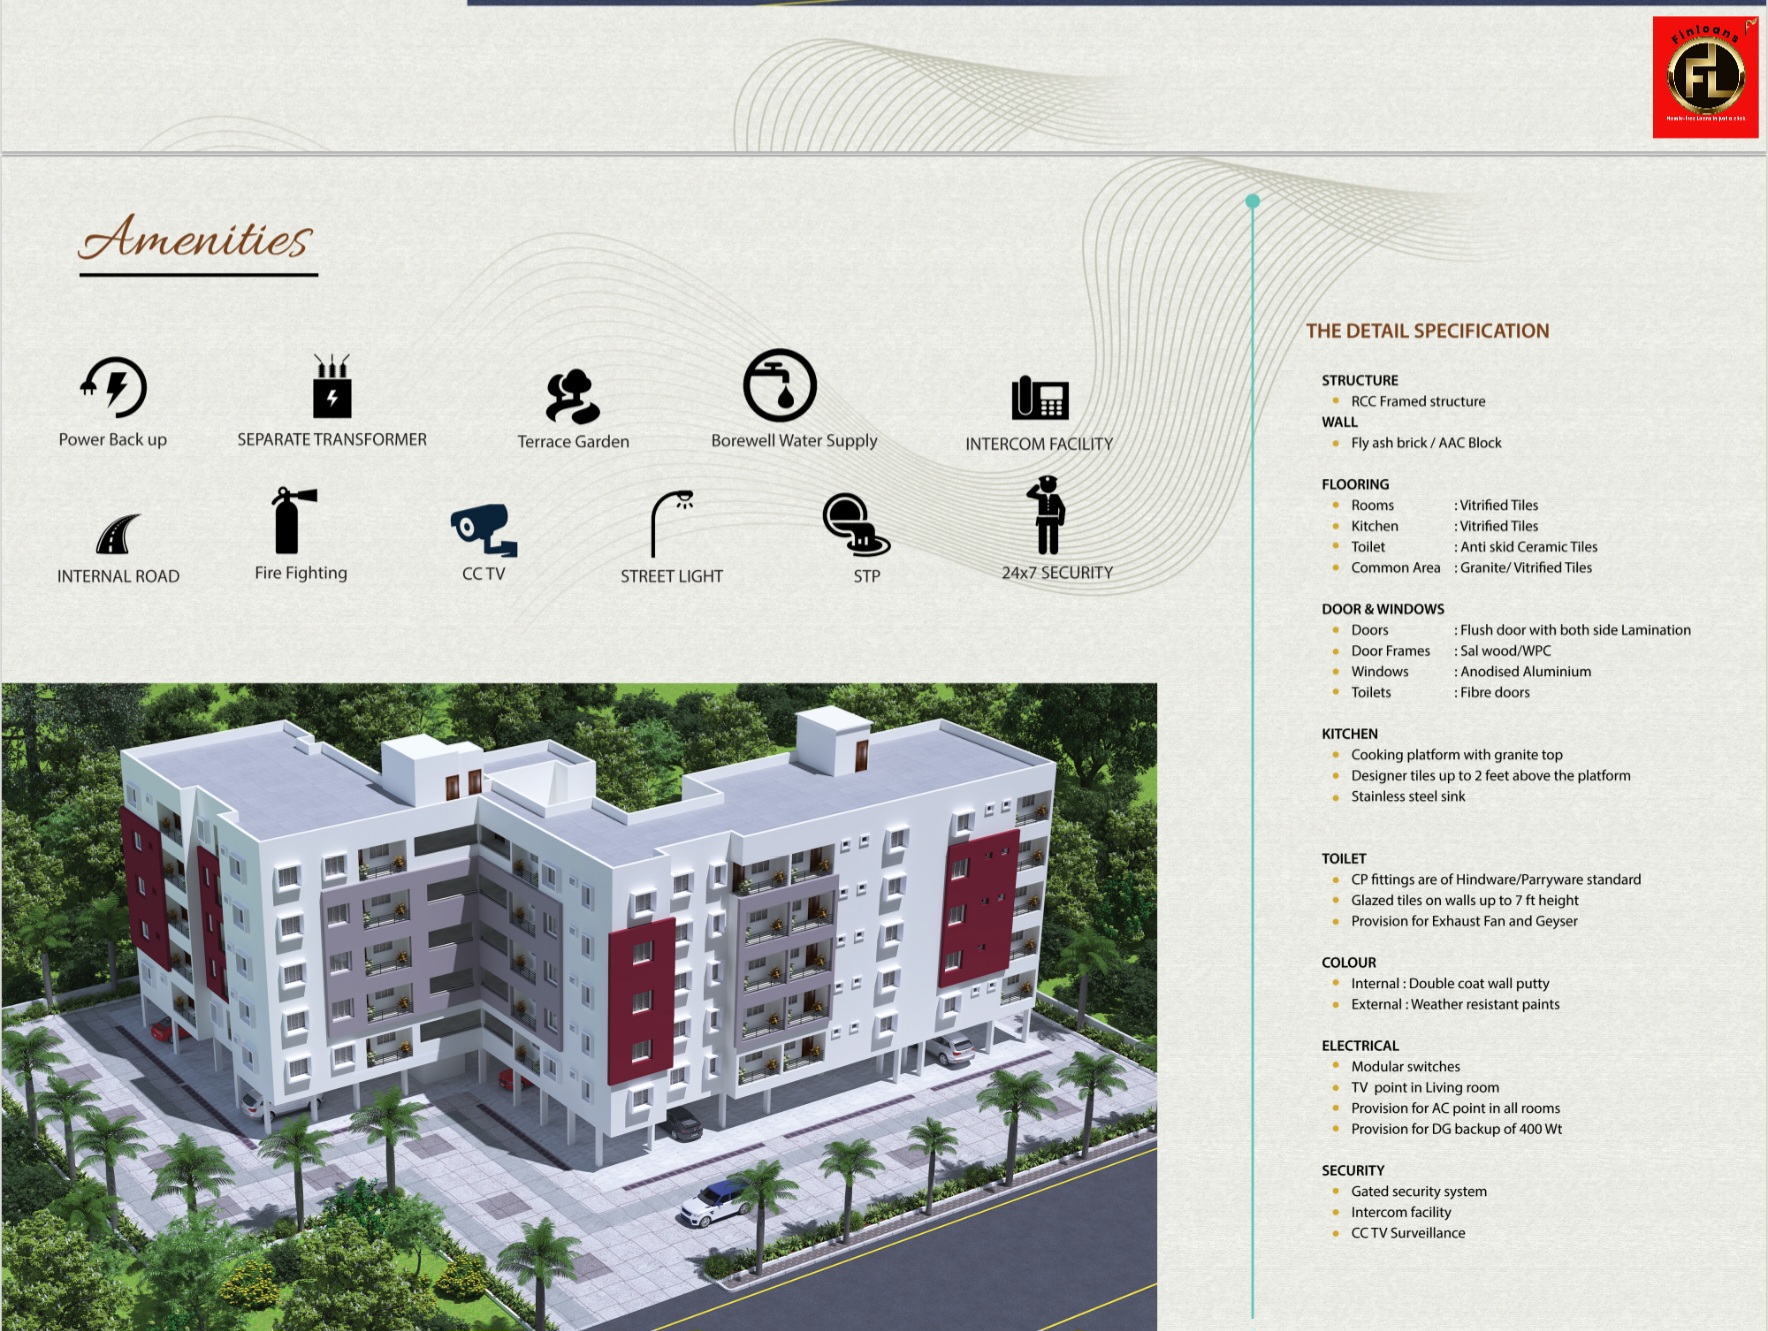 Finloans
FL
Hassle-free Loans in just a click
Amenities
Power Back up
SEPARATE TRANSFORMER
Terrace Garden
Borewell Water Supply
INTERCOM FACILITY
INTERNAL ROAD
Fire Fighting
CC TV
STREET LIGHT
STP
24x7 SECURITY
THE DETAIL SPECIFICATION
STRUCTURE
RCC Framed structure
WALL
Fly ash brick / AAC Block
FLOORING
Rooms : Vitrified Tiles
Kitchen : Vitrified Tiles
Toilet : Anti skid Ceramic Tiles
Common Area : Granite/ Vitrified Tiles
DOOR & WINDOWS
Doors : Flush door with both side Lamination
Door Frames : Sal wood/WPC
Windows : Anodised Aluminium
Toilets : Fibre doors
KITCHEN
Cooking platform with granite top
Designer tiles up to 2 feet above the platform
Stainless steel sink
TOILET
CP fittings are of Hindware/Parryware standard
Glazed tiles on walls up to 7 ft height
Provision for Exhaust Fan and Geyser
COLOUR
Internal : Double coat wall putty
External : Weather resistant paints
ELECTRICAL
Modular switches
TV point in Living room
Provision for AC point in all rooms
Provision for DG backup of 400 Wt
SECURITY
Gated security system
Intercom facility
CC TV Surveillance